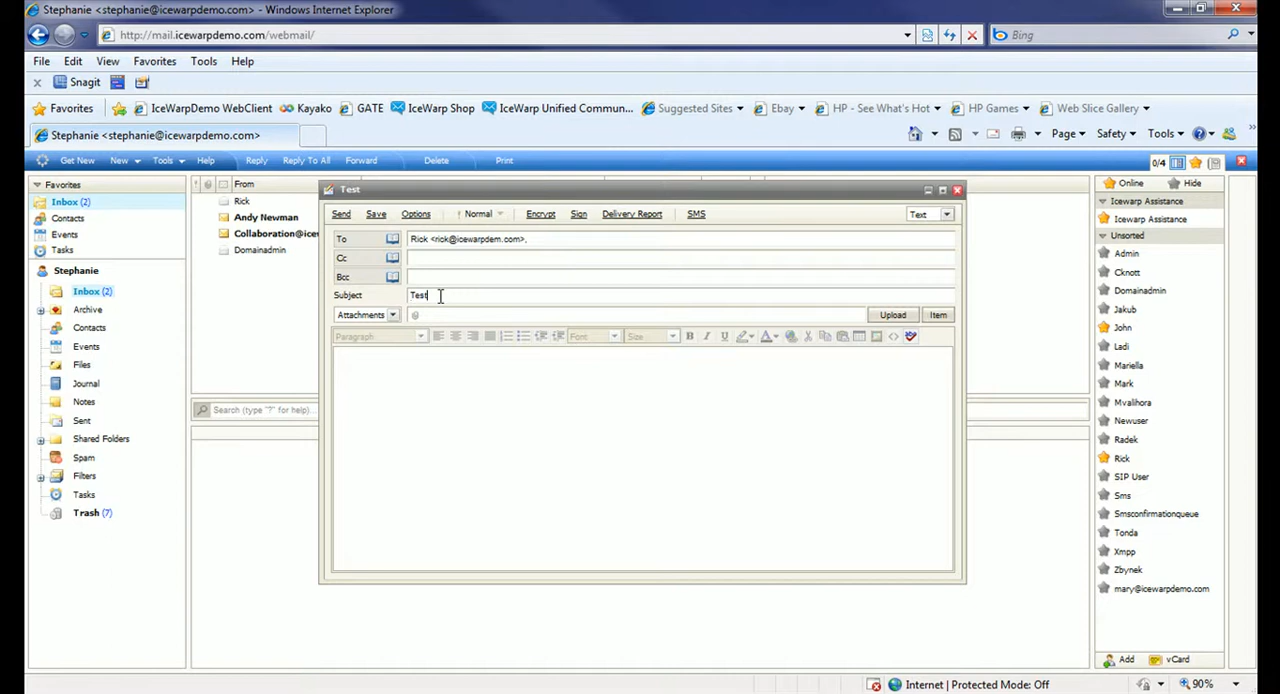 Stephanie <stephanie@icewarpdemo.com> - Windows Internet Explorer
http://mail.icewarpdemo.com/webmail/
Bing
File Edit View Favorites Tools Help
Snagit
Favorites IceWarpDemo WebClient Kayako GATE IceWarp Shop IceWarp Unified Commun... Suggested Sites Ebay HP - See What's Hot HP Games Web Slice Gallery
Stephanie <stephanie@icewarpdemo.com>
Page Safety Tools
Get New New Tools Help Reply Reply To All Forward Delete Print 0/4
Favorites
Inbox (2)
Contacts
Events
Tasks
Stephanie
Inbox (2)
Archive
Contacts
Events
Files
Journal
Notes
Sent
Shared Folders
Spam
Filters
Tasks
Trash (7)
From
Rick
Andy Newman
Collaboration@ice
Domainadmin
Search (type "?" for help)...
Test
Send Save Options ! Normal Encrypt Sign Delivery Report SMS Text
To Rick <rick@icewarpdem.com>,
Cc
Bcc
Subject Test
Attachments Upload Item
Paragraph Font Size B I U
Online Hide
Icewarp Assistance
Icewarp Assistance
Unsorted
Admin
Cknott
Domainadmin
Jerry
John
Ladi
Mariella
Mark
Mvalihora
Newuser
Radek
Rick
SIP User
Sms
Smsconfirmationqueue
Tonda
Xmpp
Zbynek
mary@icewarpdemo.com
Add vCard
Internet | Protected Mode: Off 90%